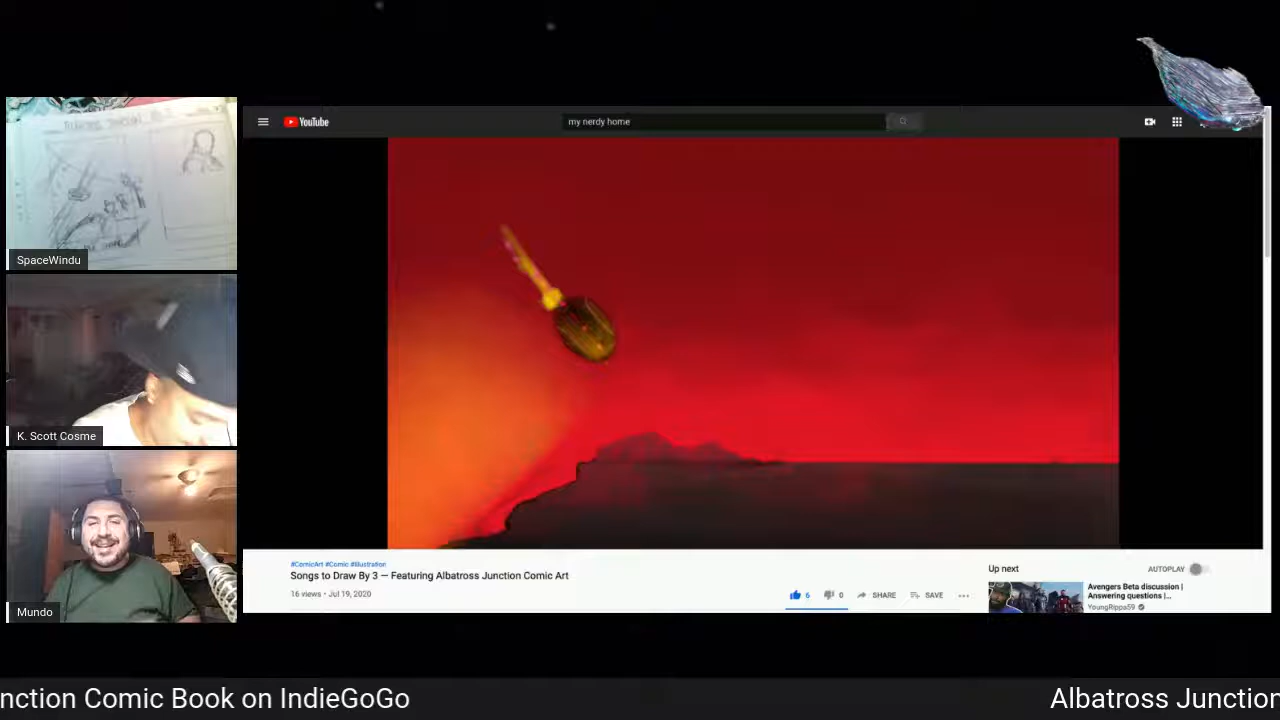 YouTube
my nerdy home
SpaceWindu
K. Scott Cosme
Mundo
#ComicArt #Comic #Illustration
Songs to Draw By 3 — Featuring Albatross Junction Comic Art
16 views • Jul 19, 2020
6
0
SHARE
SAVE
Up next
AUTOPLAY
Avengers Beta discussion |
Answering questions |...
YoungRippa59
nction Comic Book on IndieGoGo
Albatross Junction